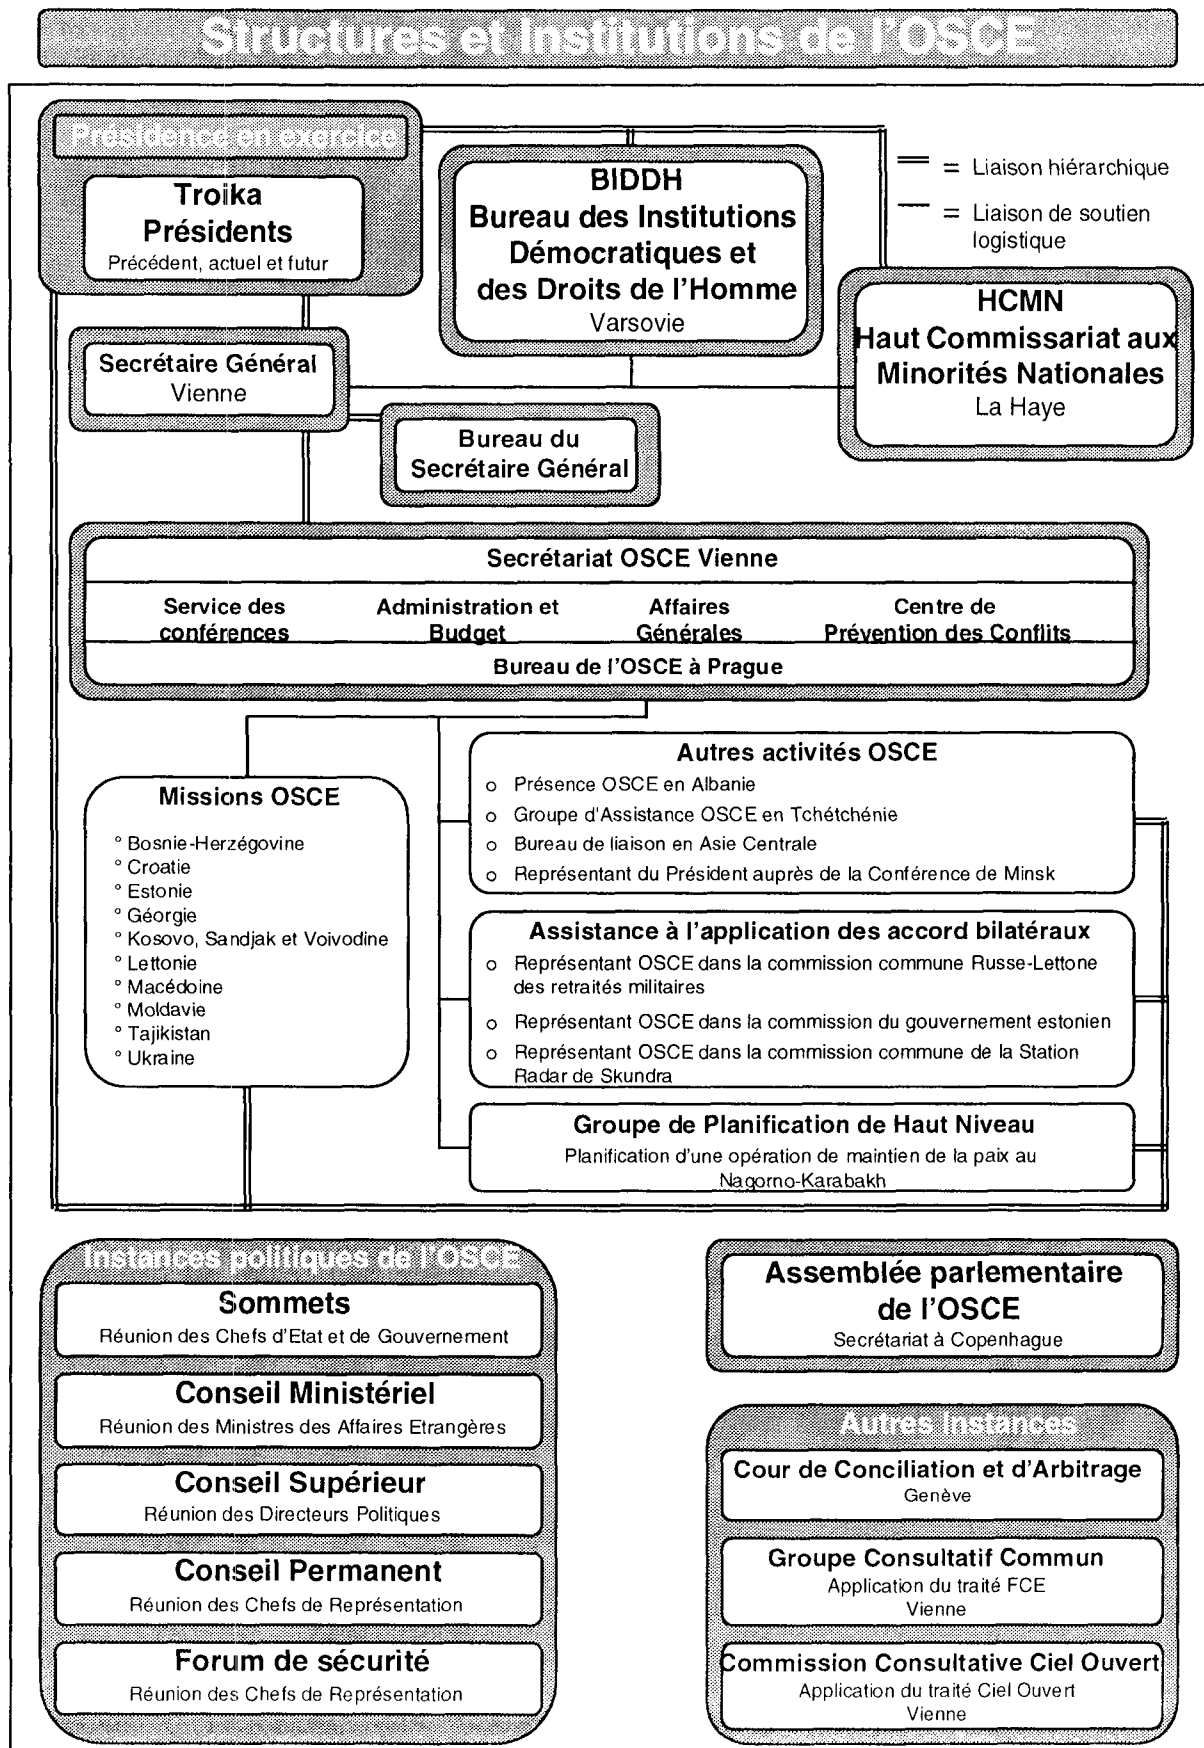 Structures et Institutions de l'OSCE
Présidence en exercice
Troika
Présidents
Précédent, actuel et futur
BIDDH
Bureau des Institutions
Démocratiques et
des Droits de l'Homme
Varsovie
= Liaison hiérarchique
= Liaison de soutien
logistique
HCMN
Haut Commissariat aux
Minorités Nationales
La Haye
Secrétaire Général
Vienne
Bureau du
Secrétaire Général
Secrétariat OSCE Vienne
Service des
conférences
Administration et
Budget
Affaires
Générales
Centre de
Prévention des Conflits
Bureau de l'OSCE à Prague
Missions OSCE
° Bosnie-Herzégovine
° Croatie
° Estonie
° Géorgie
° Kosovo, Sandjak et Voivodine
° Lettonie
° Macédoine
° Moldavie
° Tajikistan
° Ukraine
Autres activités OSCE
o Présence OSCE en Albanie
o Groupe d'Assistance OSCE en Tchétchénie
o Bureau de liaison en Asie Centrale
o Représentant du Président auprès de la Conférence de Minsk
Assistance à l'application des accord bilatéraux
o Représentant OSCE dans la commission commune Russe-Lettone
des retraités militaires
o Représentant OSCE dans la commission du gouvernement estonien
o Représentant OSCE dans la commission commune de la Station
Radar de Skundra
Groupe de Planification de Haut Niveau
Planification d'une opération de maintien de la paix au
Nagorno-Karabakh
Instances politiques de l'OSCE
Sommets
Réunion des Chefs d'Etat et de Gouvernement
Conseil Ministériel
Réunion des Ministres des Affaires Etrangères
Conseil Supérieur
Réunion des Directeurs Politiques
Conseil Permanent
Réunion des Chefs de Représentation
Forum de sécurité
Réunion des Chefs de Représentation
Assemblée parlementaire
de l'OSCE
Secrétariat à Copenhague
Autres Instances
Cour de Conciliation et d'Arbitrage
Genève
Groupe Consultatif Commun
Application du traité FCE
Vienne
Commission Consultative Ciel Ouvert
Application du traité Ciel Ouvert
Vienne